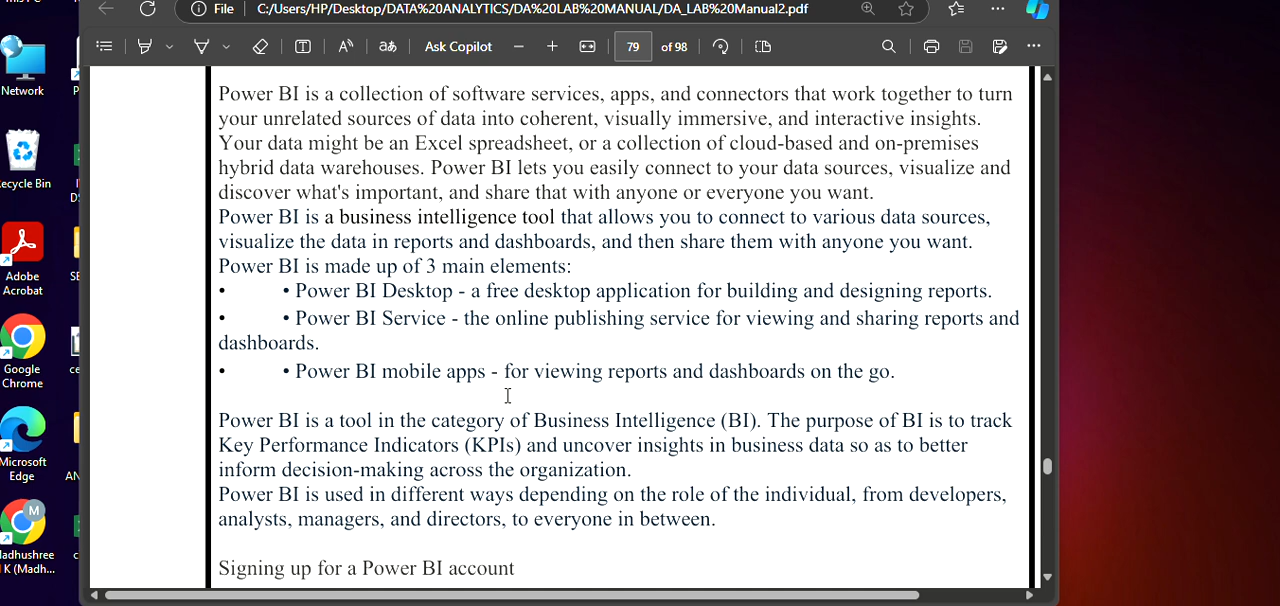 File
C:/Users/HP/Desktop/DATA%20ANALYTICS/DA%20LAB%20MANUAL/DA_LAB%20Manual2.pdf
Ask Copilot
79 of 98
Network
ecycle Bin
Adobe
Acrobat
Google
Chrome
Microsoft
Edge
M
Madhushree
K (Madh...
P
DS
SE
ce
AN
c
Power BI is a collection of software services, apps, and connectors that work together to turn
your unrelated sources of data into coherent, visually immersive, and interactive insights.
Your data might be an Excel spreadsheet, or a collection of cloud-based and on-premises
hybrid data warehouses. Power BI lets you easily connect to your data sources, visualize and
discover what's important, and share that with anyone or everyone you want.
Power BI is a business intelligence tool that allows you to connect to various data sources,
visualize the data in reports and dashboards, and then share them with anyone you want.
Power BI is made up of 3 main elements:
• • Power BI Desktop - a free desktop application for building and designing reports.
• • Power BI Service - the online publishing service for viewing and sharing reports and
dashboards.
• • Power BI mobile apps - for viewing reports and dashboards on the go.
Power BI is a tool in the category of Business Intelligence (BI). The purpose of BI is to track
Key Performance Indicators (KPIs) and uncover insights in business data so as to better
inform decision-making across the organization.
Power BI is used in different ways depending on the role of the individual, from developers,
analysts, managers, and directors, to everyone in between.
Signing up for a Power BI account